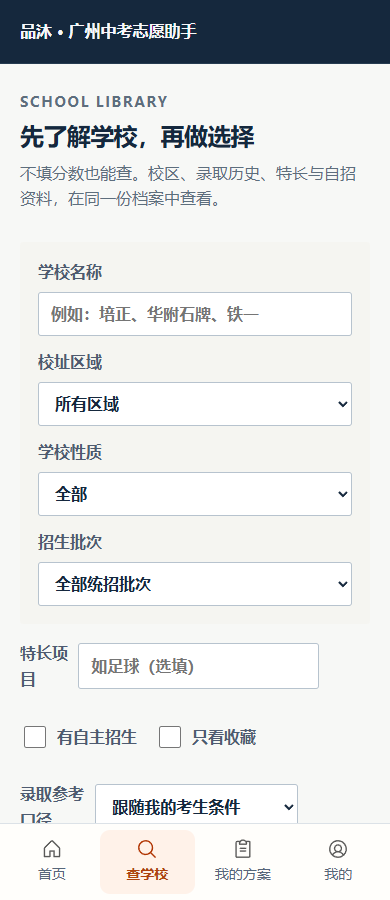 品沐 • 广州中考志愿助手
SCHOOL LIBRARY
先了解学校，再做选择
不填分数也能查。校区、录取历史、特长与自招
资料，在同一份档案中查看。
学校名称
例如：培正、华附石牌、铁一
校址区域
所有区域
学校性质
全部
招生批次
全部统招批次
特长项
目
如足球（选填）
有自主招生
只看收藏
录取参考
口径
跟随我的考生条件
首页
查学校
我的方案
我的